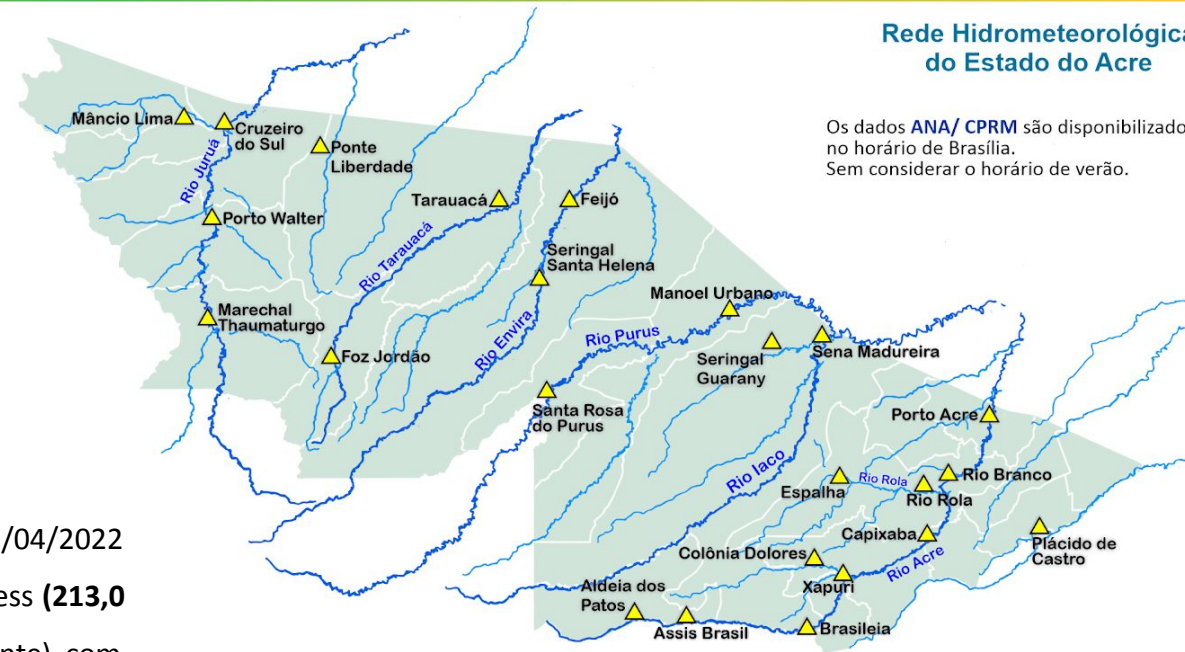 Rede Hidrometeorológica
do Estado do Acre
Os dados ANA/ CPRM são disponibilizado
no horário de Brasília.
Sem considerar o horário de verão.
Mâncio Lima
Cruzeiro
do Sul
Ponte
Liberdade
Rio Juruá
Tarauacá
Feijó
Porto Walter
Rio Tarauacá
Seringal
Santa Helena
Manoel Urbano
Marechal
Thaumaturgo
Foz Jordão
Rio Envira
Rio Purus
Seringal
Guarany
Sena Madureira
Santa Rosa
do Purus
Porto Acre
Rio Iaco
Espalha
Rio Rola
Rio Rola
Rio Branco
Capixaba
Plácido de
Castro
Colônia Dolores
Rio Acre
Xapuri
Aldeia dos
Patos
Assis Brasil
Brasileia
/04/2022
ess (213,0
com